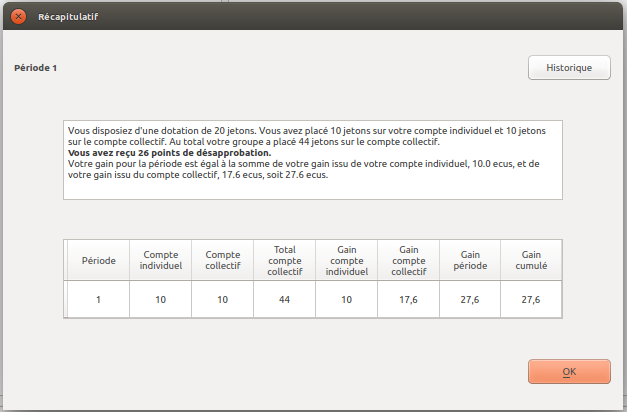 Récapitulatif
Période 1
Historique
Vous disposiez d'une dotation de 20 jetons. Vous avez placé 10 jetons sur votre compte individuel et 10 jetons
sur le compte collectif. Au total votre groupe a placé 44 jetons sur le compte collectif.
Vous avez reçu 26 points de désapprobation.
Votre gain pour la période est égal à la somme de votre gain issu de votre compte individuel, 10.0 ecus, et de
votre gain issu du compte collectif, 17.6 ecus, soit 27.6 ecus.
Période Compte individuel Compte collectif Total compte collectif Gain compte individuel Gain compte collectif Gain période Gain cumulé
1 10 10 44 10 17,6 27,6 27,6
OK